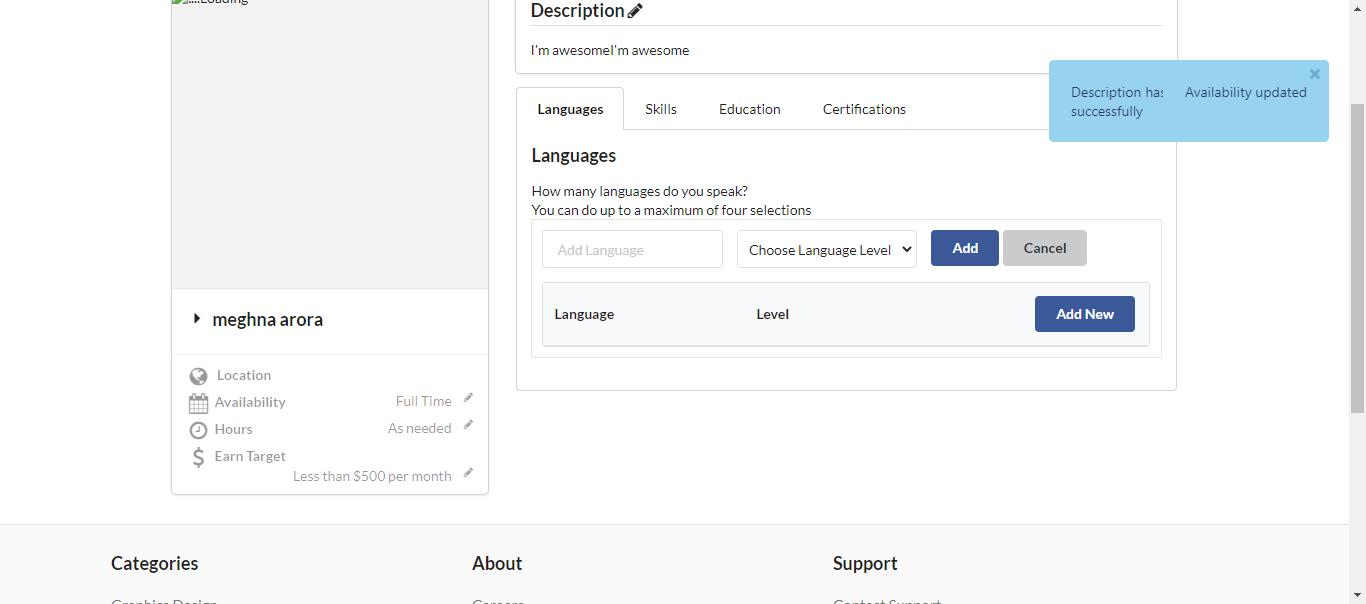 ....Loading
Description
I'm awesomeI'm awesome
Description has Availability updated
successfully
Languages Skills Education Certifications
Languages
How many languages do you speak?
You can do up to a maximum of four selections
Add Language Choose Language Level Add Cancel
Language Level Add New
meghna arora
Location
Availability Full Time
Hours As needed
Earn Target
Less than $500 per month
Categories About Support
Graphics Design Careers Contact Support